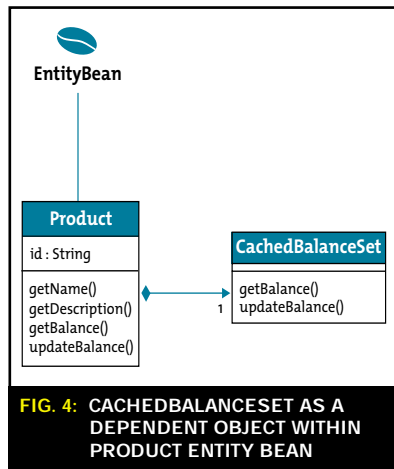 EntityBean
Product
id : String
getName()
getDescription()
getBalance()
updateBalance()
1
CachedBalanceSet
getBalance()
updateBalance()
FIG. 4: CACHEDBALANCESET AS A
DEPENDENT OBJECT WITHIN
PRODUCT ENTITY BEAN